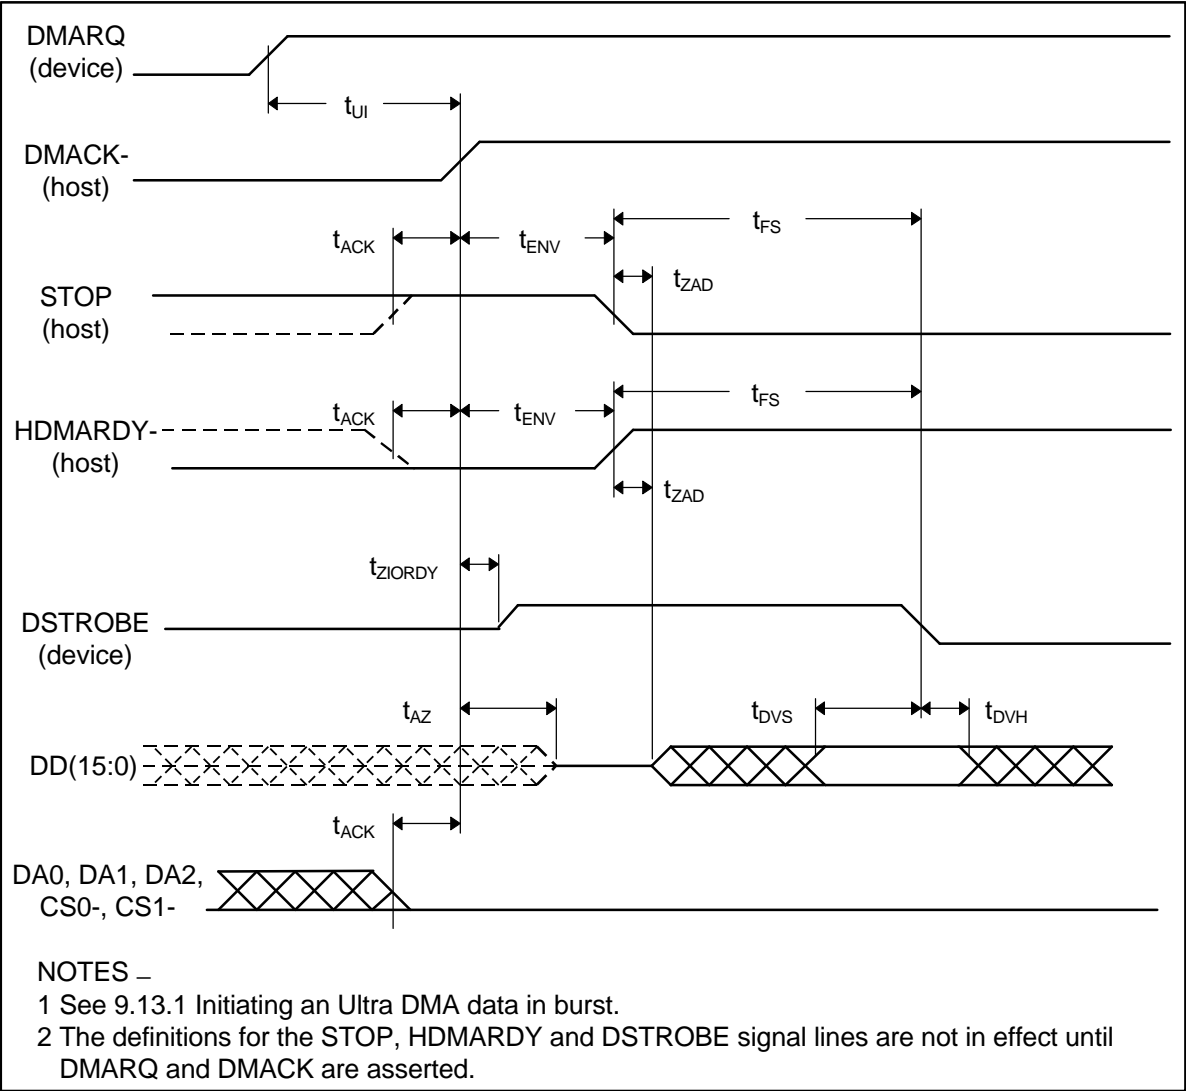 DMARQ
(device)
tUI
DMACK-
(host)
tACK
tENV
tFS
tZAD
STOP
(host)
tACK
tENV
tFS
HDMARDY-
(host)
tZAD
tZIORDY
DSTROBE
(device)
tAZ
tDVS
tDVH
DD(15:0)
tACK
DA0, DA1, DA2,
CS0-, CS1-
NOTES –
1 See 9.13.1 Initiating an Ultra DMA data in burst.
2 The definitions for the STOP, HDMARDY and DSTROBE signal lines are not in effect until
DMARQ and DMACK are asserted.